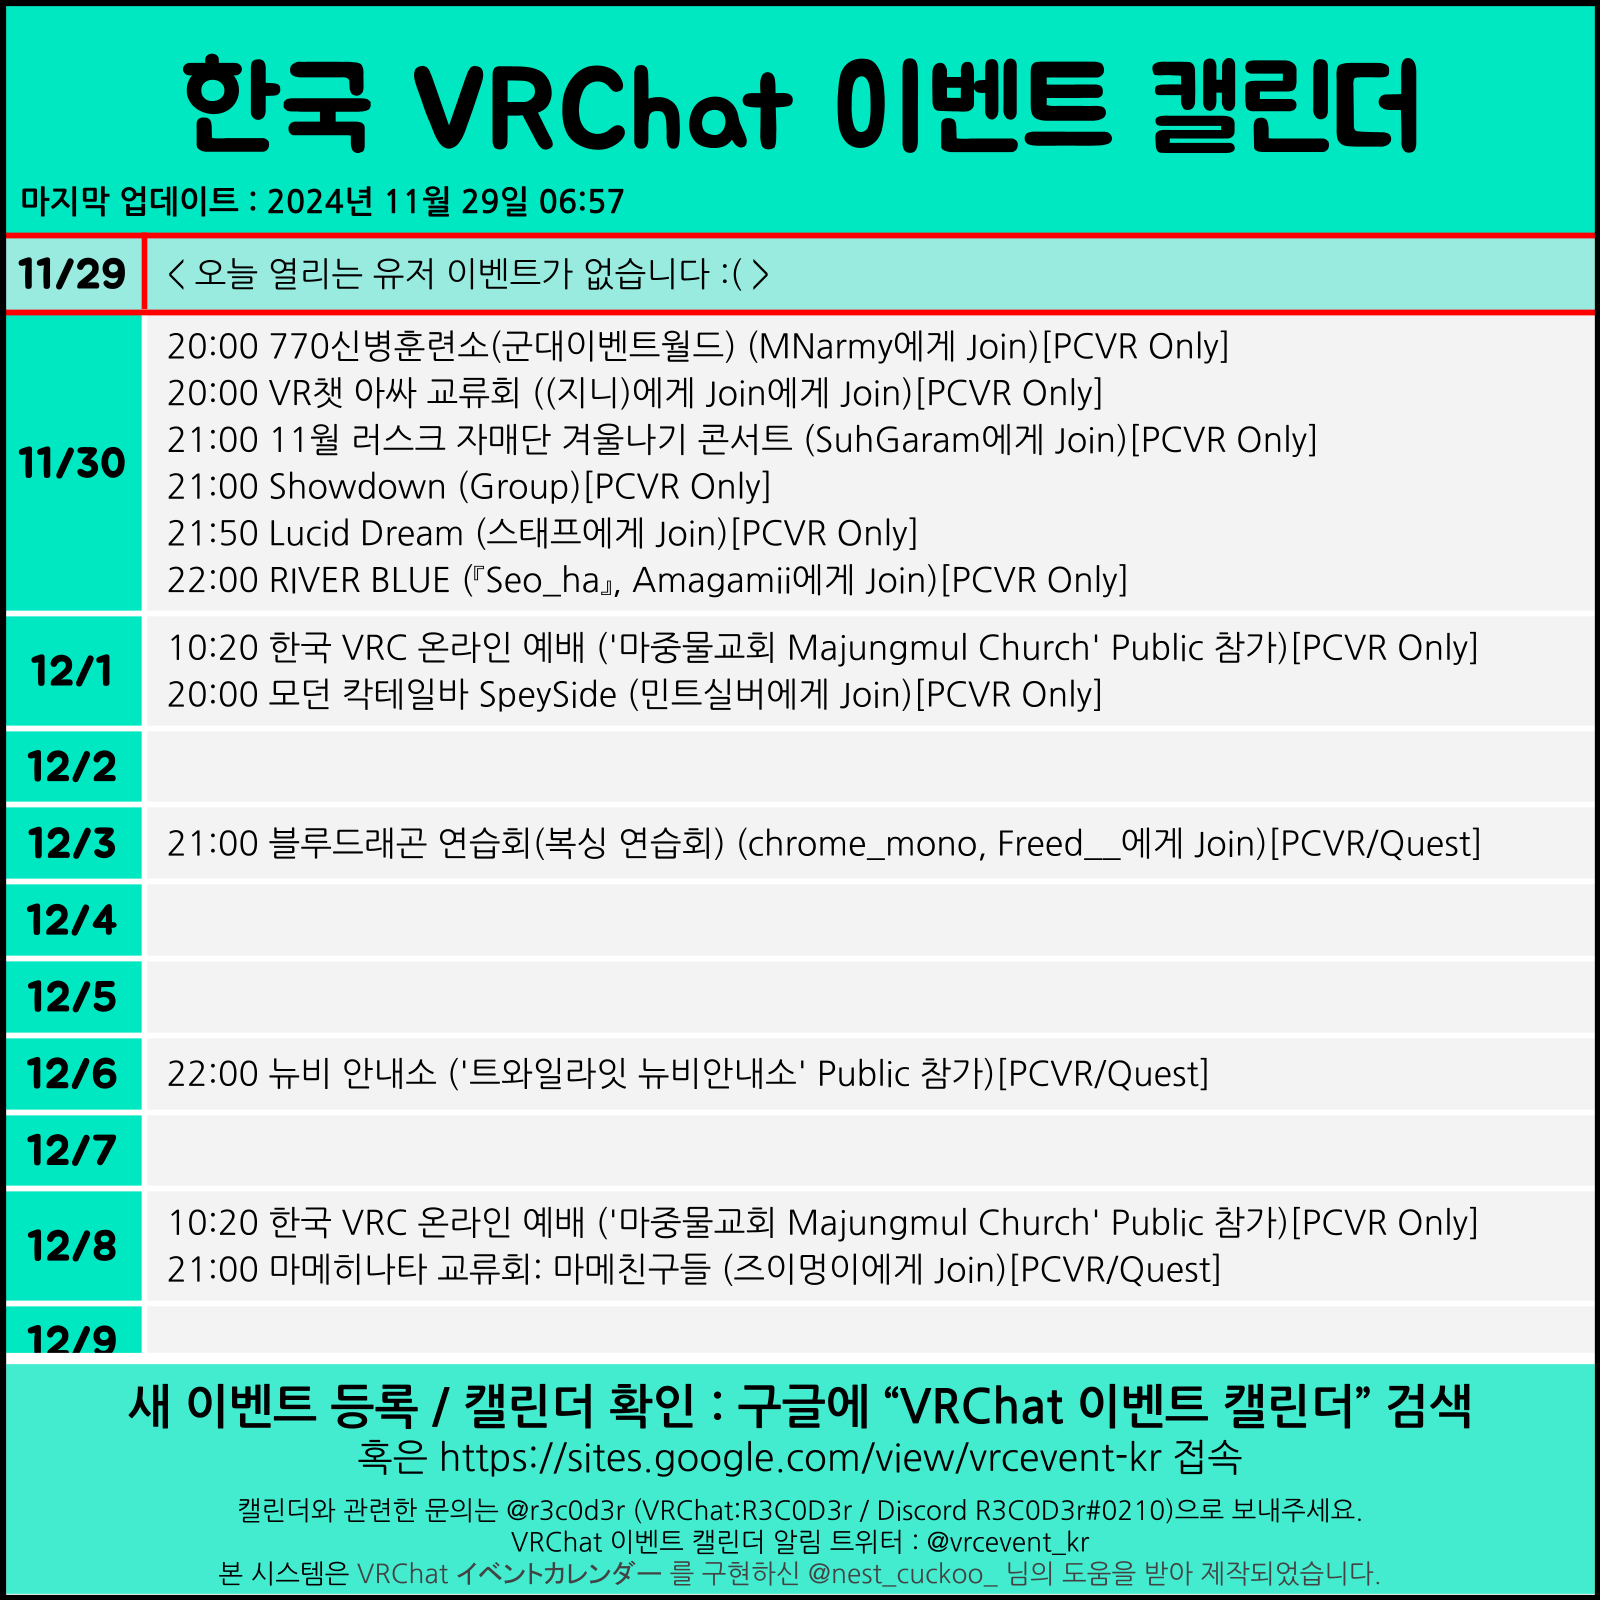 한국 VRChat 이벤트 캘린더
마지막 업데이트 : 2024년 11월 29일 06:57
11/29
< 오늘 열리는 유저 이벤트가 없습니다 :( >
11/30
20:00 770신병훈련소(군대이벤트월드) (MNarmy에게 Join)[PCVR Only]
20:00 VR챗 아싸 교류회 ((지니)에게 Join에게 Join)[PCVR Only]
21:00 11월 러스크 자매단 겨울나기 콘서트 (SuhGaram에게 Join)[PCVR Only]
21:00 Showdown (Group)[PCVR Only]
21:50 Lucid Dream (스태프에게 Join)[PCVR Only]
22:00 RIVER BLUE (『Seo_ha』, Amagamii에게 Join)[PCVR Only]
12/1
10:20 한국 VRC 온라인 예배 ('마중물교회 Majungmul Church' Public 참가)[PCVR Only]
20:00 모던 칵테일바 SpeySide (민트실버에게 Join)[PCVR Only]
12/2
12/3
21:00 블루드래곤 연습회(복싱 연습회) (chrome_mono, Freed__에게 Join)[PCVR/Quest]
12/4
12/5
12/6
22:00 뉴비 안내소 ('트와일라잇 뉴비안내소' Public 참가)[PCVR/Quest]
12/7
12/8
10:20 한국 VRC 온라인 예배 ('마중물교회 Majungmul Church' Public 참가)[PCVR Only]
21:00 마메히나타 교류회: 마메친구들 (즈이멍이에게 Join)[PCVR/Quest]
12/9
새 이벤트 등록 / 캘린더 확인 : 구글에 “VRChat 이벤트 캘린더” 검색
혹은 https://sites.google.com/view/vrcevent-kr 접속
캘린더와 관련한 문의는 @r3c0d3r (VRChat:R3C0D3r / Discord R3C0D3r#0210)으로 보내주세요.
VRChat 이벤트 캘린더 알림 트위터 : @vrcevent_kr
본 시스템은 VRChat イベントカレンダー 를 구현하신 @nest_cuckoo_ 님의 도움을 받아 제작되었습니다.